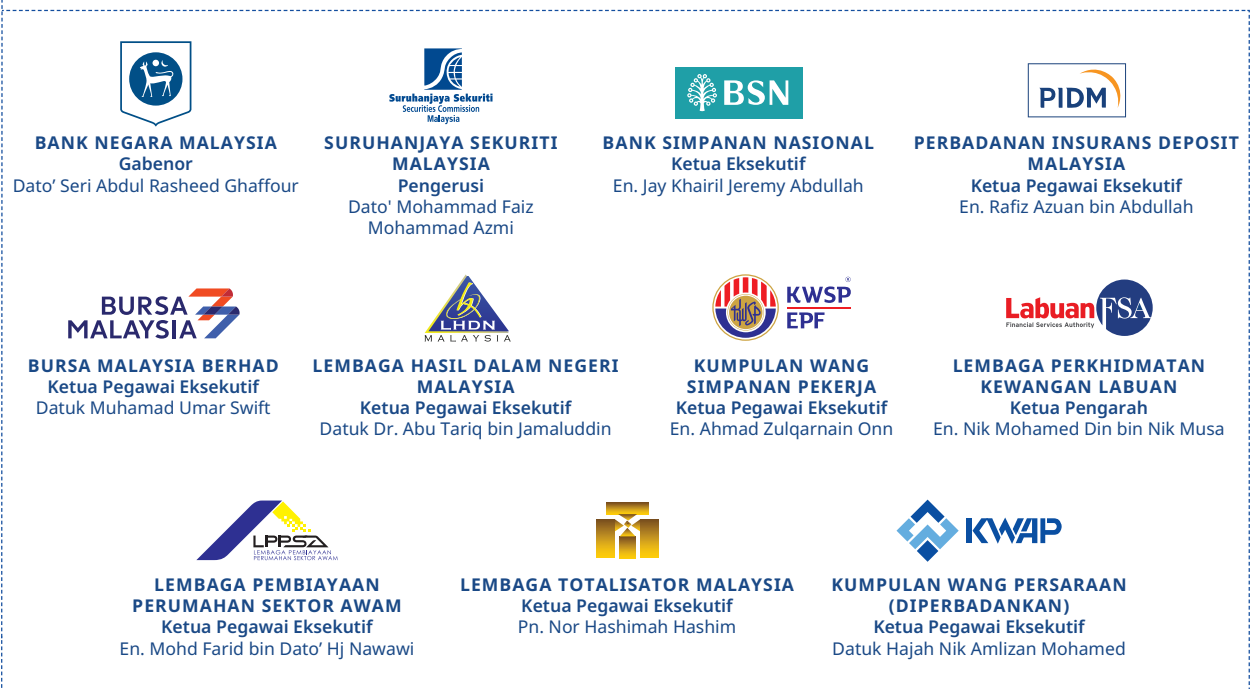 Suruhanjaya Sekuriti
Securities Commission
Malaysia
BSN
PIDM
BANK NEGARA MALAYSIA
Gabenor
Dato’ Seri Abdul Rasheed Ghaffour
SURUHANJAYA SEKURITI
MALAYSIA
Pengerusi
Dato' Mohammad Faiz
Mohammad Azmi
BANK SIMPANAN NASIONAL
Ketua Eksekutif
En. Jay Khairil Jeremy Abdullah
PERBADANAN INSURANS DEPOSIT
MALAYSIA
Ketua Pegawai Eksekutif
En. Rafiz Azuan bin Abdullah
BURSA
MALAYSIA
LHDN
MALAYSIA
KWSP
KWSP®
EPF
Labuan FSA
Financial Services Authority
BURSA MALAYSIA BERHAD
Ketua Pegawai Eksekutif
Datuk Muhamad Umar Swift
LEMBAGA HASIL DALAM NEGERI
MALAYSIA
Ketua Pegawai Eksekutif
Datuk Dr. Abu Tariq bin Jamaluddin
KUMPULAN WANG
SIMPANAN PEKERJA
Ketua Pegawai Eksekutif
En. Ahmad Zulqarnain Onn
LEMBAGA PERKHIDMATAN
KEWANGAN LABUAN
Ketua Pengarah
En. Nik Mohamed Din bin Nik Musa
LPPSA
LEMBAGA PEMBIAYAAN
PERUMAHAN SEKTOR AWAM
KWAP
LEMBAGA PEMBIAYAAN
PERUMAHAN SEKTOR AWAM
Ketua Pegawai Eksekutif
En. Mohd Farid bin Dato’ Hj Nawawi
LEMBAGA TOTALISATOR MALAYSIA
Ketua Pegawai Eksekutif
Pn. Nor Hashimah Hashim
KUMPULAN WANG PERSARAAN
(DIPERBADANKAN)
Ketua Pegawai Eksekutif
Datuk Hajah Nik Amlizan Mohamed